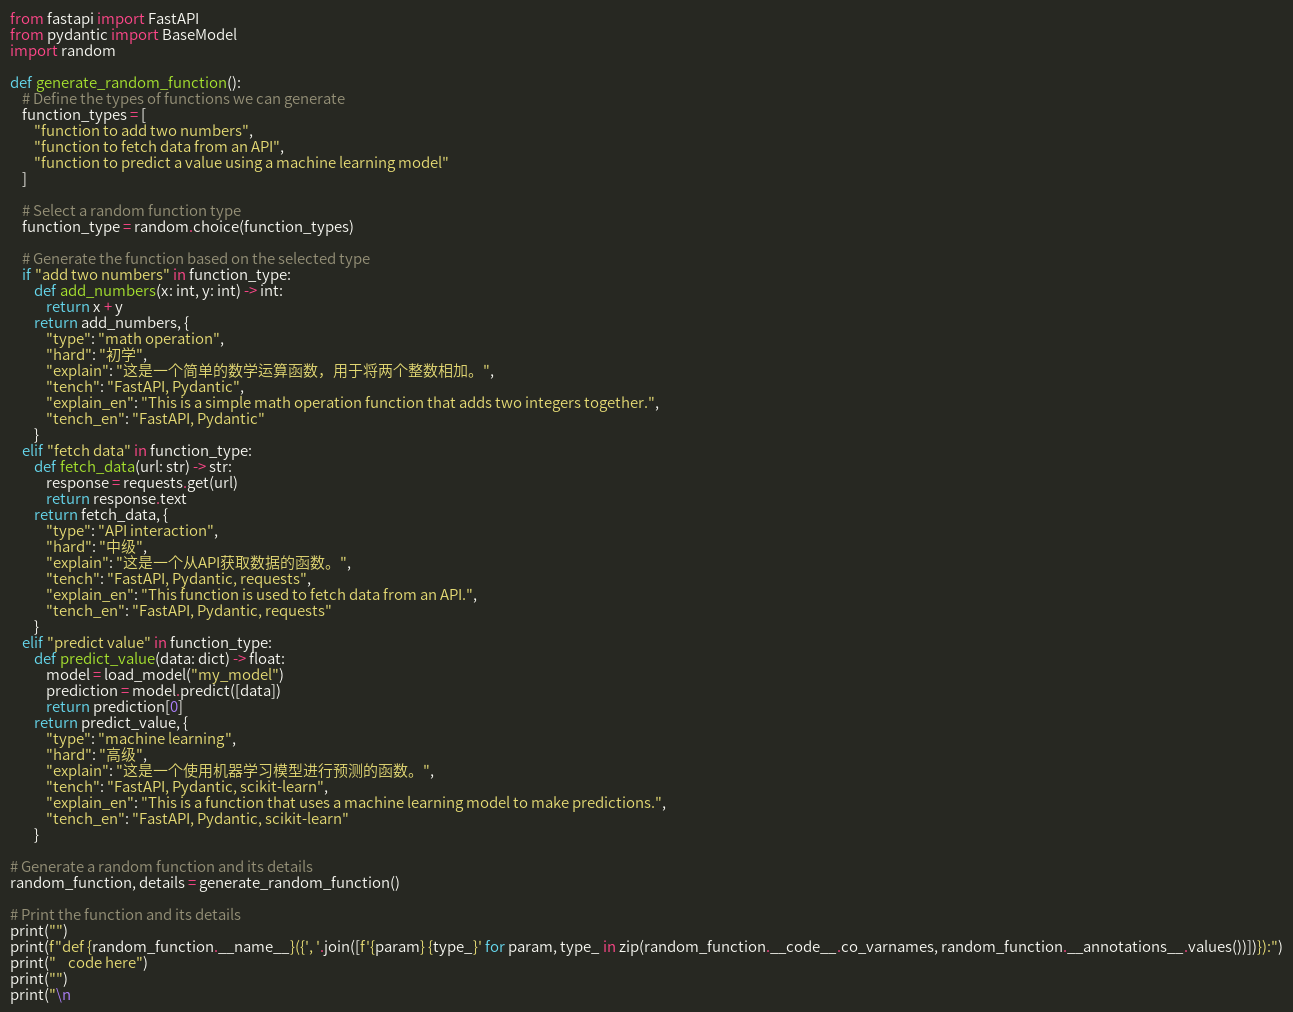 from fastapi import FastAPI
from pydantic import BaseModel
import random

def generate_random_function():
    # Define the types of functions we can generate
    function_types = [
        "function to add two numbers",
        "function to fetch data from an API",
        "function to predict a value using a machine learning model"
    ]

    # Select a random function type
    function_type = random.choice(function_types)

    # Generate the function based on the selected type
    if "add two numbers" in function_type:
        def add_numbers(x: int, y: int) -> int:
            return x + y
        return add_numbers, {
            "type": "math operation",
            "hard": "初学",
            "explain": "这是一个简单的数学运算函数，用于将两个整数相加。",
            "tench": "FastAPI, Pydantic",
            "explain_en": "This is a simple math operation function that adds two integers together.",
            "tench_en": "FastAPI, Pydantic"
        }
    elif "fetch data" in function_type:
        def fetch_data(url: str) -> str:
            response = requests.get(url)
            return response.text
        return fetch_data, {
            "type": "API interaction",
            "hard": "中级",
            "explain": "这是一个从API获取数据的函数。",
            "tench": "FastAPI, Pydantic, requests",
            "explain_en": "This function is used to fetch data from an API.",
            "tench_en": "FastAPI, Pydantic, requests"
        }
    elif "predict value" in function_type:
        def predict_value(data: dict) -> float:
            model = load_model("my_model")
            prediction = model.predict([data])
            return prediction[0]
        return predict_value, {
            "type": "machine learning",
            "hard": "高级",
            "explain": "这是一个使用机器学习模型进行预测的函数。",
            "tench": "FastAPI, Pydantic, scikit-learn",
            "explain_en": "This is a function that uses a machine learning model to make predictions.",
            "tench_en": "FastAPI, Pydantic, scikit-learn"
        }

# Generate a random function and its details
random_function, details = generate_random_function()

# Print the function and its details
print("")
print(f"def {random_function.__name__}({', '.join([f'{param} {type_}' for param, type_ in zip(random_function.__code__.co_varnames, random_function.__annotations__.values())])}):")
print("    code here")
print("")
print("\n